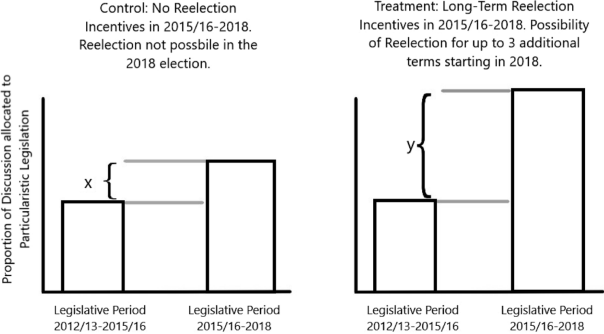 Control: No Reelection
Incentives in 2015/16-2018.
Reelection not possbile in the
2018 election.
Treatment: Long-Term Reelection
Incentives in 2015/16-2018. Possibility
of Reelection for up to 3 additional
terms starting in 2018.
Proportion of Discussion allocated to
Particularistic Legislation
x
y
Legislative Period
2012/13-2015/16
Legislative Period
2015/16-2018
Legislative Period
2012/13-2015/16
Legislative Period
2015/16-2018